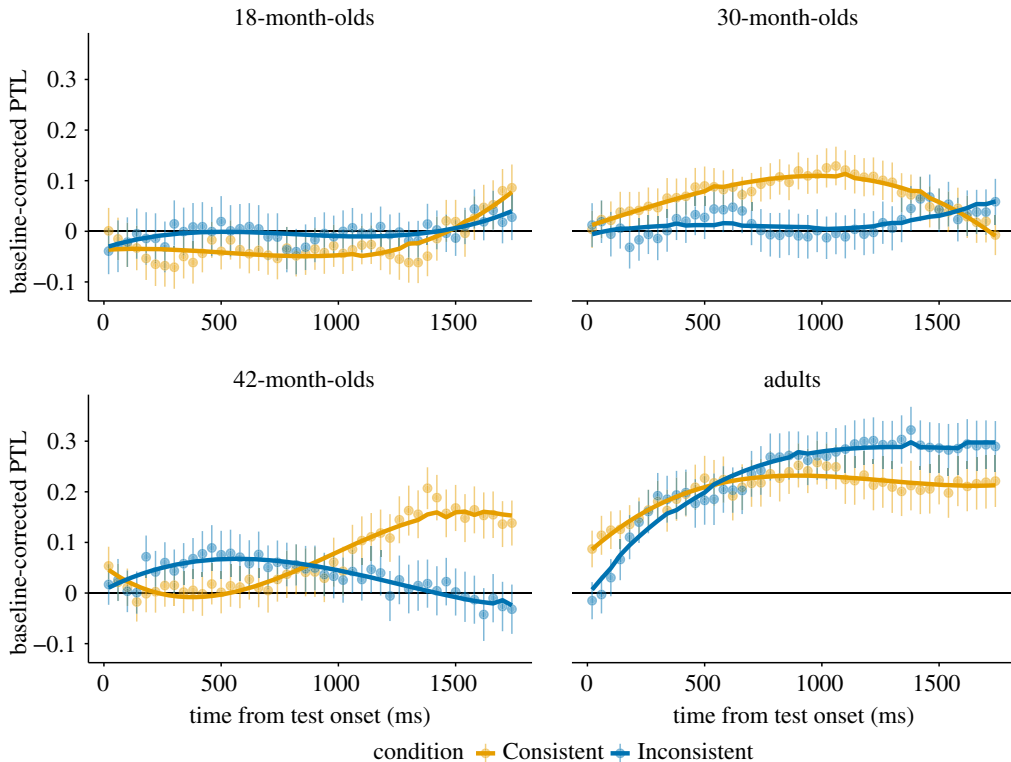 18-month-olds
30-month-olds
baseline-corrected PTL
0.3
0.2
0.1
0
−0.1
0
500
1000
1500
0
500
1000
1500
42-month-olds
adults
baseline-corrected PTL
0.3
0.2
0.1
0
−0.1
0
500
1000
1500
0
500
1000
1500
time from test onset (ms)
time from test onset (ms)
condition Consistent Inconsistent